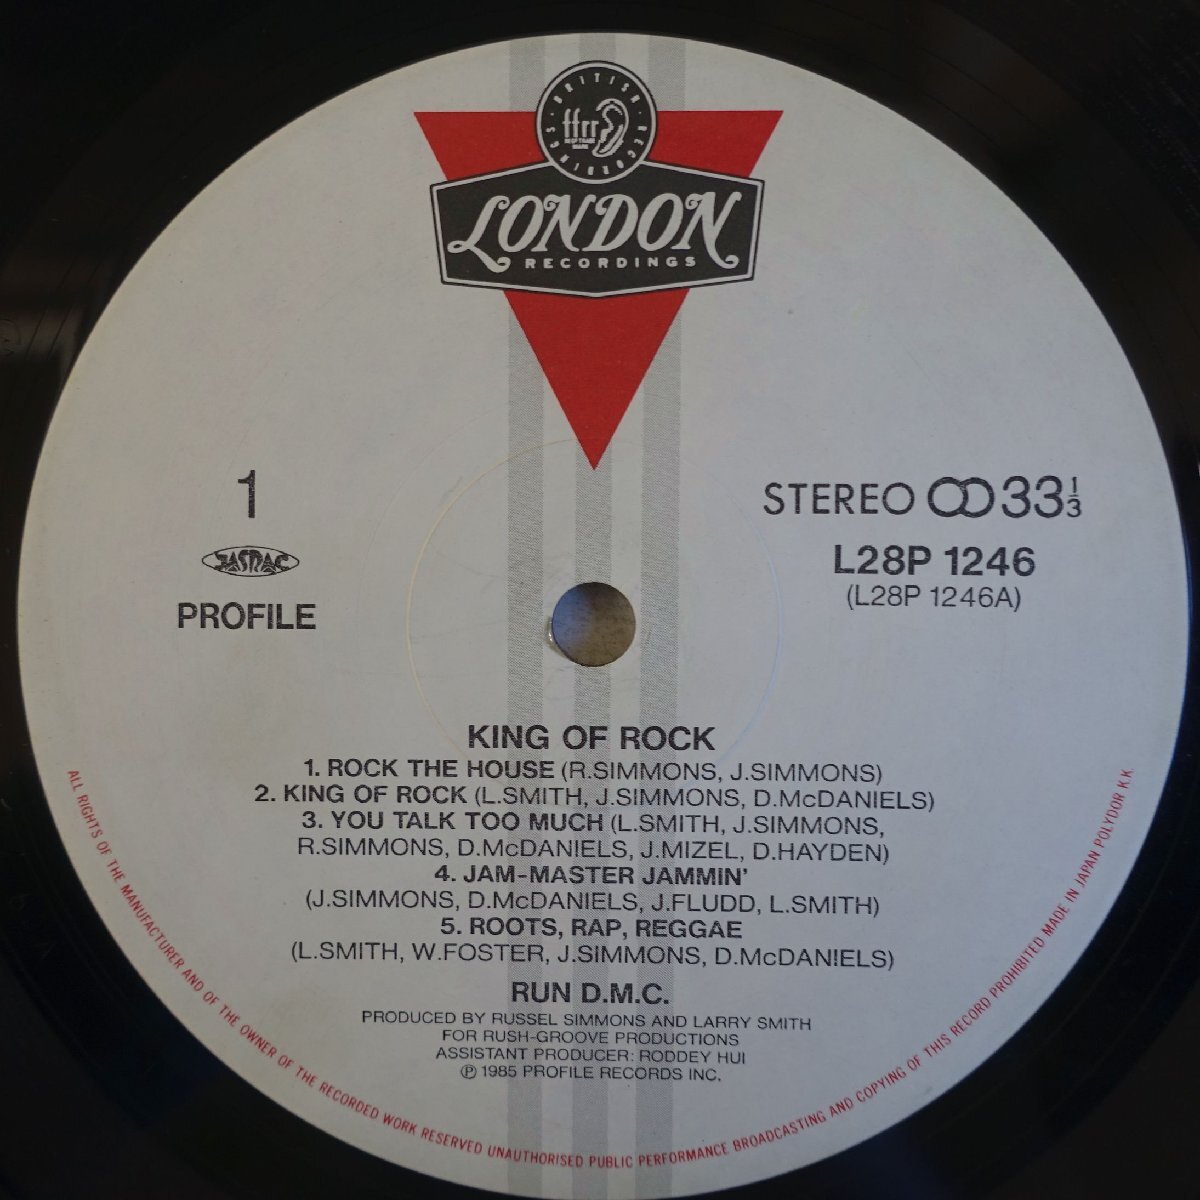 BRITISH RECORDINGS
ffrr
LONDON
RECORDINGS
1
JASRAC
PROFILE
STEREO 33 1/3
L28P 1246
(L28P 1246A)
KING OF ROCK
1. ROCK THE HOUSE (R.SIMMONS, J.SIMMONS)
2. KING OF ROCK (L.SMITH, J.SIMMONS, D.McDANIELS)
3. YOU TALK TOO MUCH (L.SMITH, J.SIMMONS,
R.SIMMONS, D.McDANIELS, J.MIZEL, D.HAYDEN)
4. JAM-MASTER JAMMIN'
(J.SIMMONS, D.McDANIELS, J.FLUDD, L.SMITH)
5. ROOTS, RAP, REGGAE
(L.SMITH, W.FOSTER, J.SIMMONS, D.McDANIELS)
RUN D.M.C.
PRODUCED BY RUSSEL SIMMONS AND LARRY SMITH
FOR RUSH-GROOVE PRODUCTIONS
ASSISTANT PRODUCER: RODDEY HUI
℗ 1985 PROFILE RECORDS INC.
ALL RIGHTS OF THE MANUFACTURER AND OF THE OWNER OF THE RECORDED WORK RESERVED UNAUTHORISED PUBLIC PERFORMANCE BROADCASTING AND COPYING OF THIS RECORD PROHIBITED MADE IN JAPAN POLYDOR K.K.